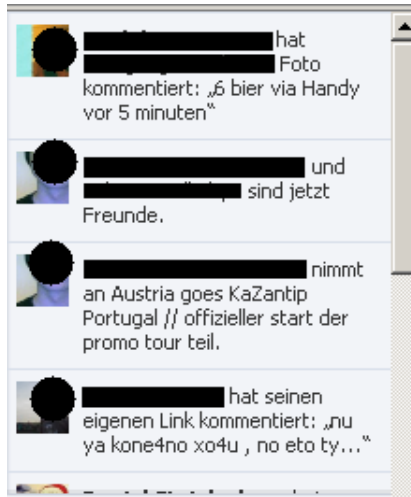 hat
Foto
kommentiert: „6 bier via Handy
vor 5 minuten“
und
sind jetzt
Freunde.
nimmt
an Austria goes KaZantip
Portugal // offizieller start der
promo tour teil.
hat seinen
eigenen Link kommentiert: „nu
ya kone4no xo4u , no eto ty...“